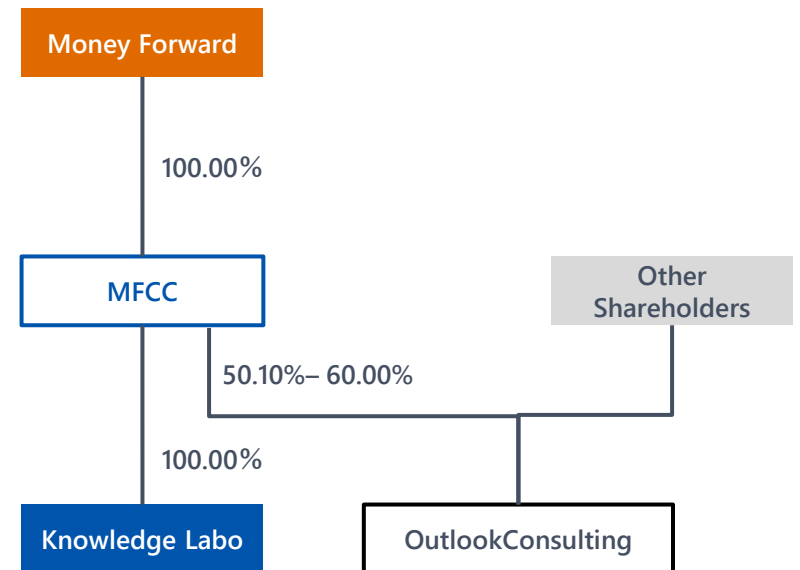 Money Forward
100.00%
MFCC
Other
Shareholders
50.10%– 60.00%
100.00%
Knowledge Labo
OutlookConsulting